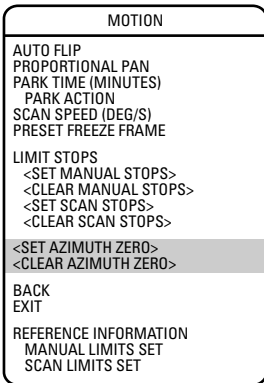 MOTION
AUTO FLIP
PROPORTIONAL PAN
PARK TIME (MINUTES)
PARK ACTION
SCAN SPEED (DEG/S)
PRESET FREEZE FRAME
LIMIT STOPS
<SET MANUAL STOPS>
<CLEAR MANUAL STOPS>
<SET SCAN STOPS>
<CLEAR SCAN STOPS>
<SET AZIMUTH ZERO>
<CLEAR AZIMUTH ZERO>
BACK
EXIT
REFERENCE INFORMATION
MANUAL LIMITS SET
SCAN LIMITS SET